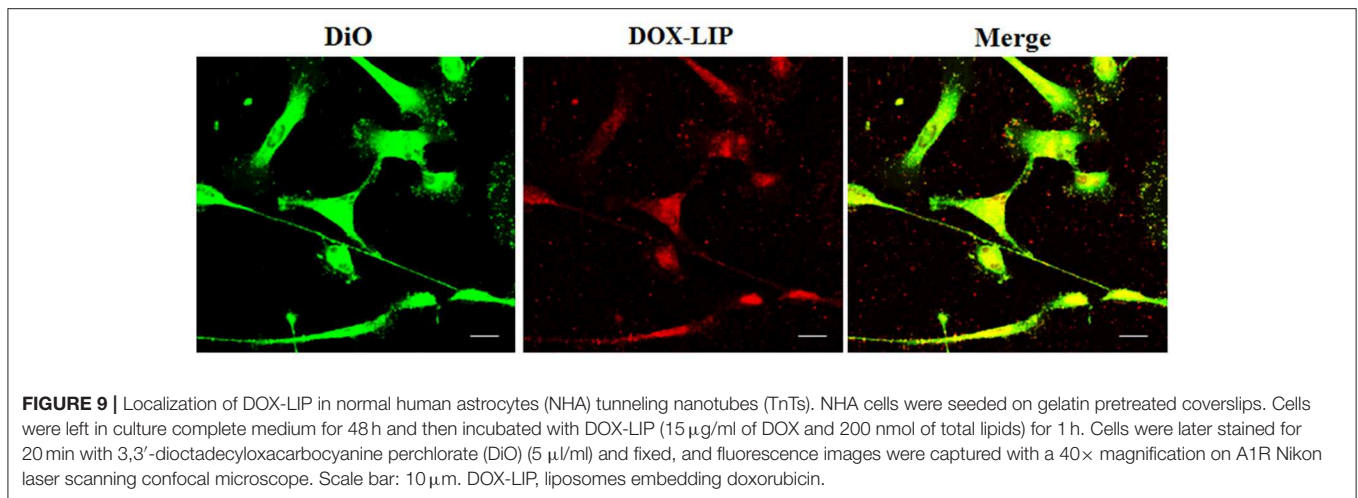 DiO DOX-LIP Merge
FIGURE 9 | Localization of DOX-LIP in normal human astrocytes (NHA) tunneling nanotubes (TnTs). NHA cells were seeded on gelatin pretreated coverslips. Cells
were left in culture complete medium for 48 h and then incubated with DOX-LIP (15 μg/ml of DOX and 200 nmol of total lipids) for 1 h. Cells were later stained for
20 min with 3,3′-dioctadecyloxacarbocyanine perchlorate (DiO) (5 μl/ml) and fixed, and fluorescence images were captured with a 40× magnification on A1R Nikon
laser scanning confocal microscope. Scale bar: 10 μm. DOX-LIP, liposomes embedding doxorubicin.